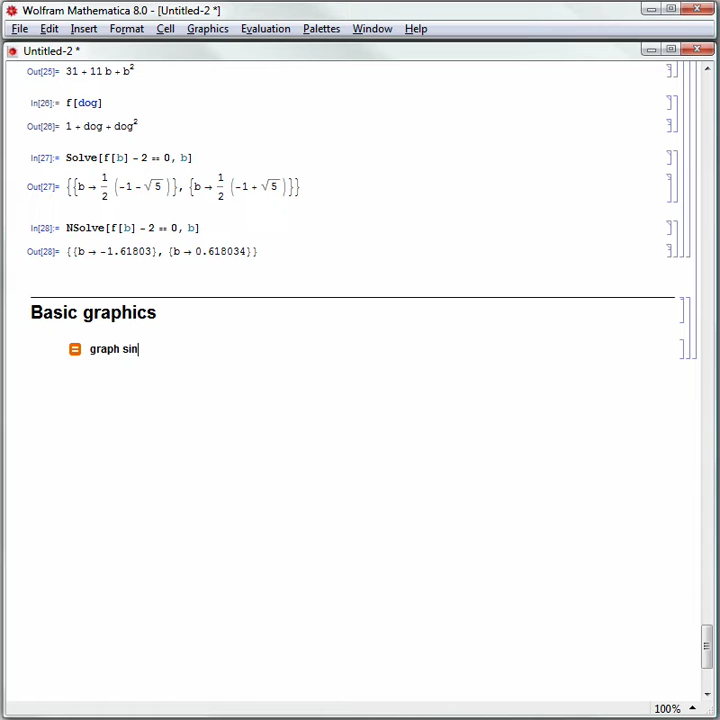 Wolfram Mathematica 8.0 - [Untitled-2 *]
File Edit Insert Format Cell Graphics Evaluation Palettes Window Help
Untitled-2 *
Out[25]= 31 + 11 b + b²
In[26]:= f[dog]
Out[26]= 1 + dog + dog²
In[27]:= Solve[f[b] - 2 == 0, b]
Out[27]= {{b → 1/2 (-1 - √5)}, {b → 1/2 (-1 + √5)}}
In[28]:= NSolve[f[b] - 2 == 0, b]
Out[28]= {{b → -1.61803}, {b → 0.618034}}
Basic graphics
graph sin
100%